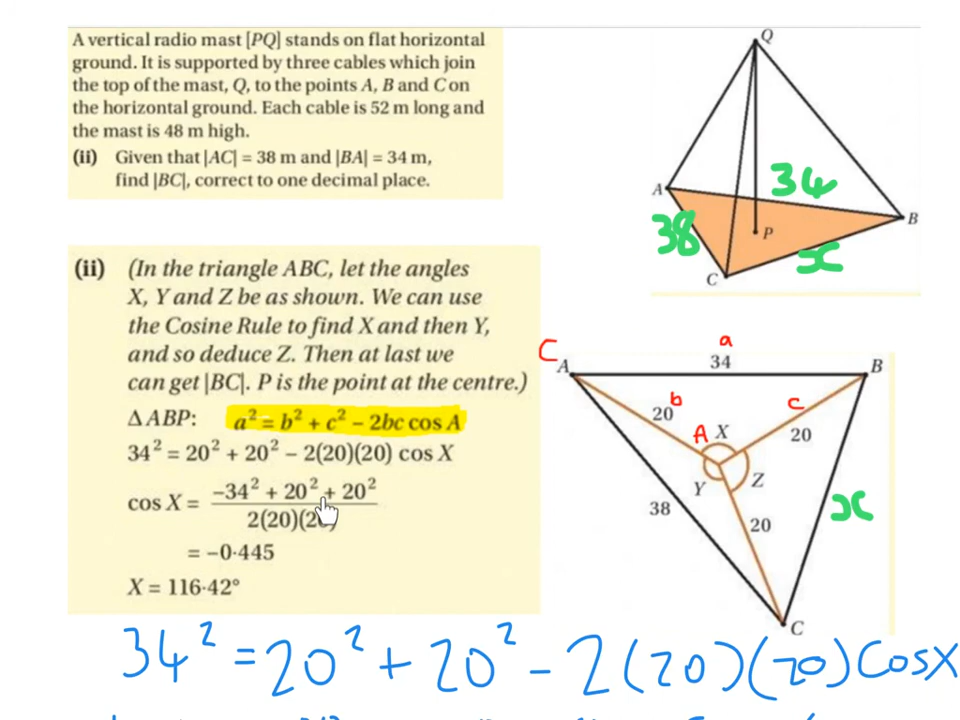 A vertical radio mast [PQ] stands on flat horizontal
ground. It is supported by three cables which join
the top of the mast, Q, to the points A, B and C on
the horizontal ground. Each cable is 52 m long and
the mast is 48 m high.
(ii) Given that |AC| = 38 m and |BA| = 34 m,
find |BC|, correct to one decimal place.
Q
A
34
B
38
P
x
C
(ii) (In the triangle ABC, let the angles
X, Y and Z be as shown. We can use
the Cosine Rule to find X and then Y,
and so deduce Z. Then at last we
can get |BC|. P is the point at the centre.)
Δ ABP: a² = b² + c² − 2bc cos A
34² = 20² + 20² − 2(20)(20) cos X
cos X = −34² + 20² + 20²
2(20)(2
= −0·445
X = 116·42°
a
C A 34 B
b c
20 A X 20
Y Z
38 20 x
C
34² = 20² + 20² − 2(20)(20)Cosx